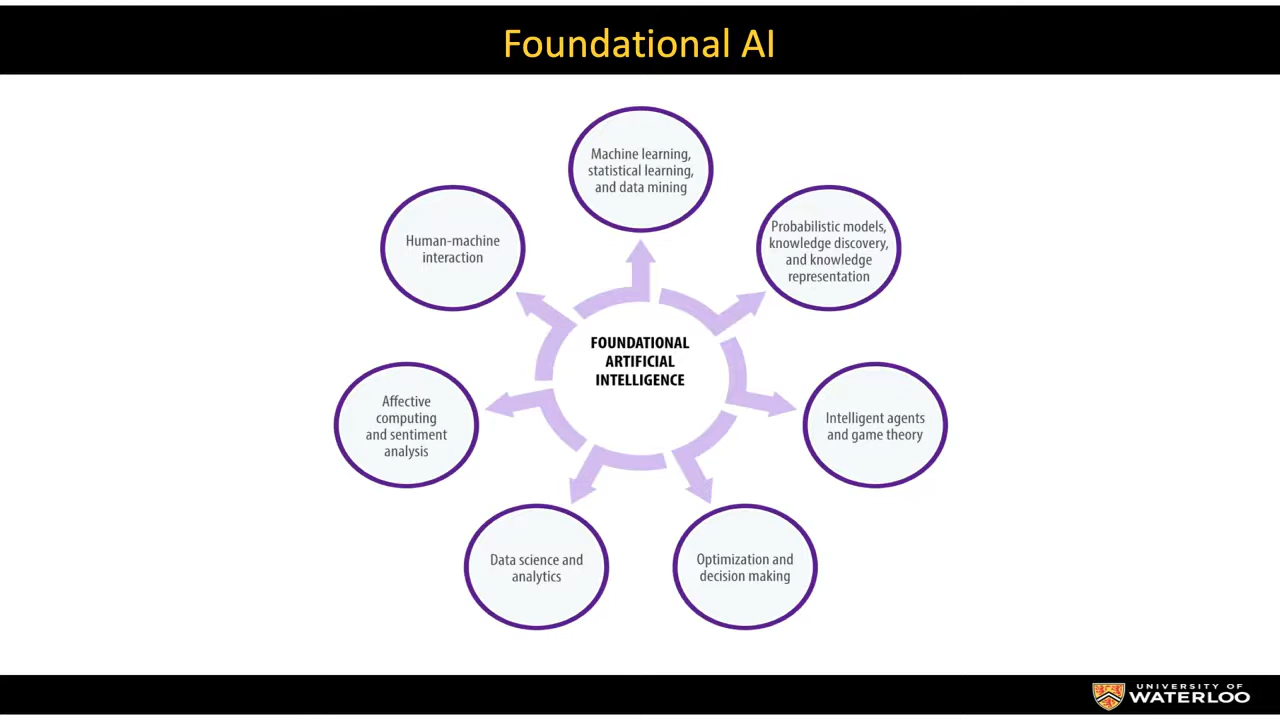 Foundational AI
Machine learning,
statistical learning,
and data mining
Probabilistic models,
knowledge discovery,
and knowledge
representation
Intelligent agents
and game theory
Optimization and
decision making
Data science and
analytics
Affective
computing
and sentiment
analysis
Human-machine
interaction
FOUNDATIONAL
ARTIFICIAL
INTELLIGENCE
UNIVERSITY OF
WATERLOO